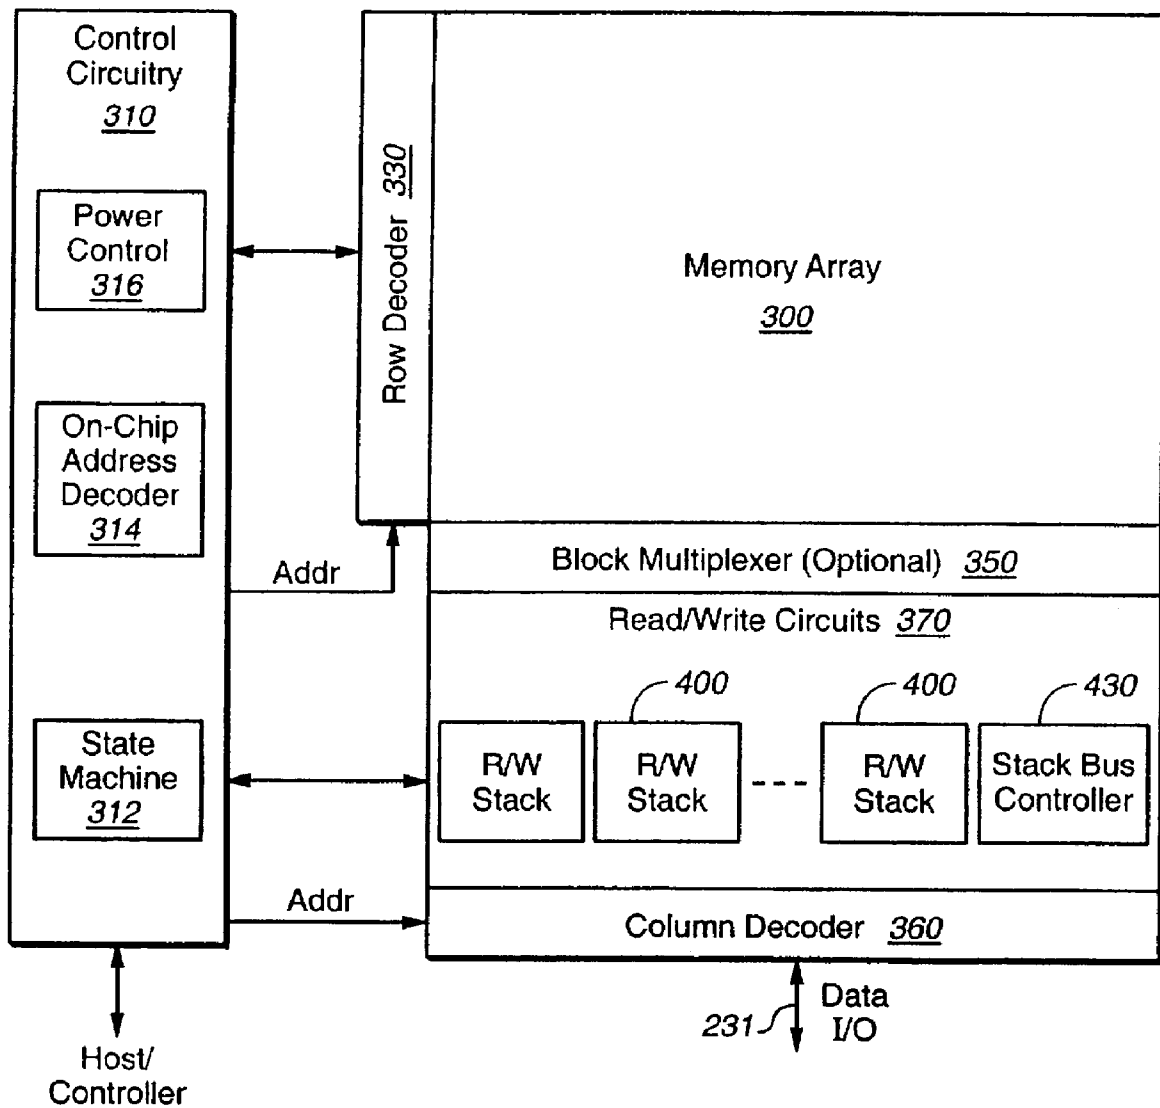 Control
Circuitry
310
Power
Control
316
On-Chip
Address
Decoder
314
State
Machine
312
Host/
Controller
Addr
Addr
Row Decoder 330
Memory Array
300
Block Multiplexer (Optional) 350
Read/Write Circuits 370
400
400
430
R/W
Stack
R/W
Stack
R/W
Stack
Stack Bus
Controller
Column Decoder 360
231
Data
I/O